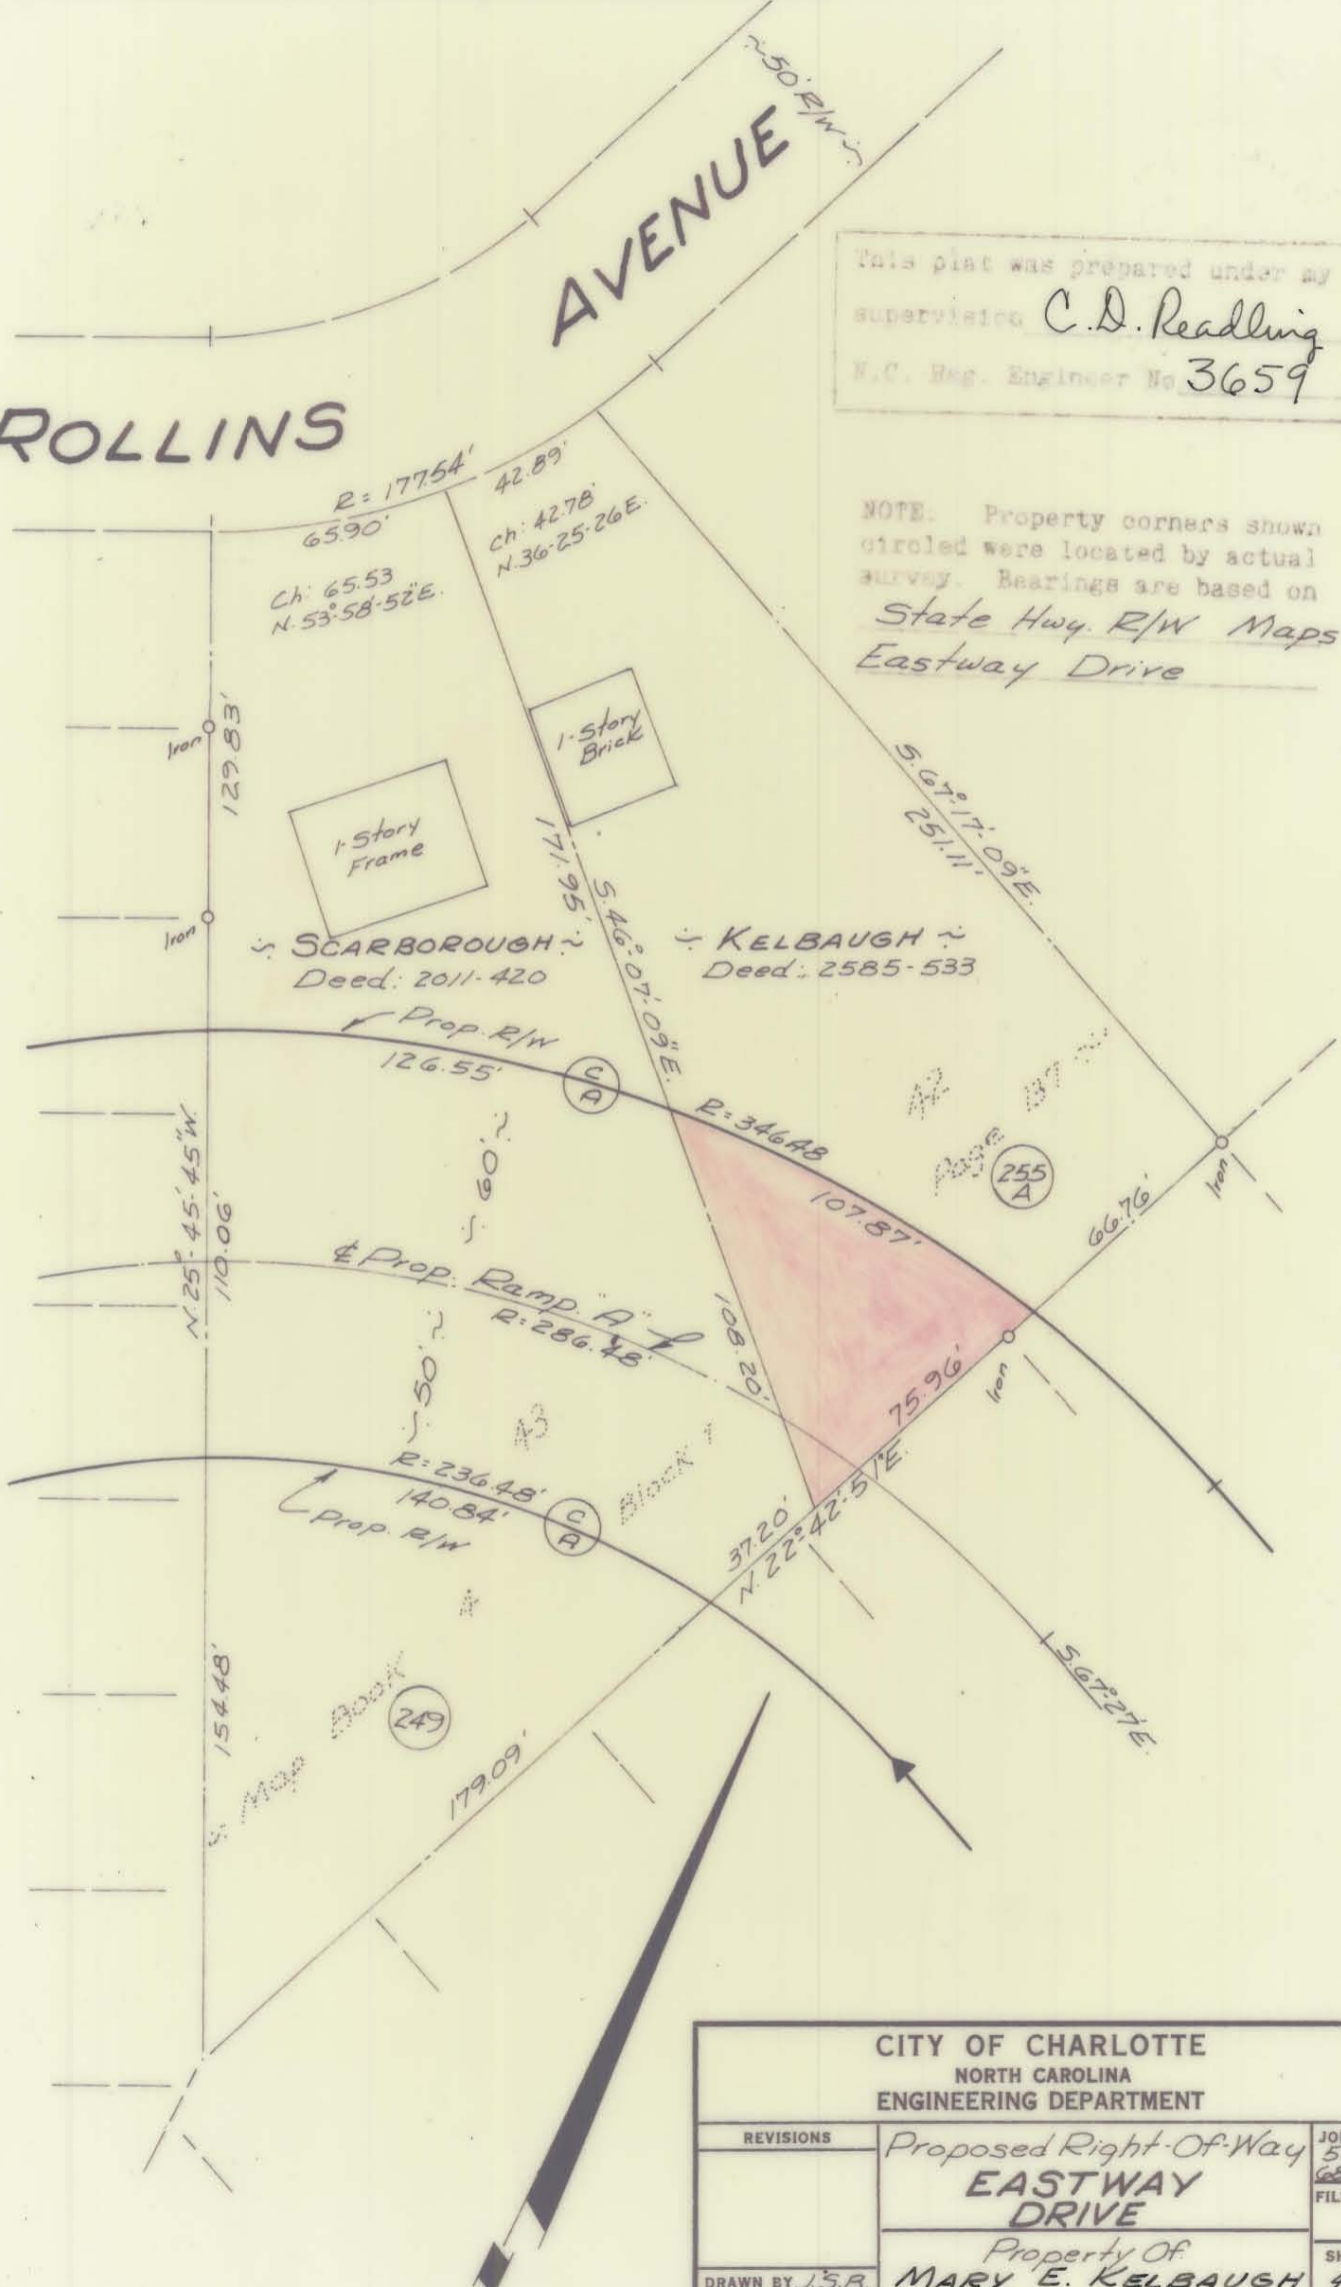 ~50' R/W~
AVENUE
ROLLINS
This plat was prepared under my
supervision C.D. Readling
N.C. Reg. Engineer No 3659
NOTE. Property corners shown
circled were located by actual
survey. Bearings are based on
State Hwy. R/W Maps
Eastway Drive
R= 177.54'
65.90'
42.89'
Ch: 42.78'
N.36-25-26E.
Ch: 65.53
N.53°-58'-52"E.
Iron
129.83'
1-Story
Brick
1-Story
Frame
Iron
171.95'
S.46°-07'-09"E.
S.67°-17'-09"E.
251.11'
~ SCARBOROUGH ~
Deed: 2011-420
~ KELBAUGH ~
Deed: 2585-533
Prop. R/W
126.55'
C
A
R=346.48
107.87'
A2
Page 137 ~
255
A
Iron
66.76'
N.25°-45'-45"W.
110.06'
~ 60' ~
℄ Prop. Ramp "A"
R=286.48'
108.20'
75.96'
Iron
~ 50' ~
A3
Block 1
R=236.48'
140.84'
Prop. R/W
C
A
37.20'
N.22°-42'-51"E.
S.67°-27'E.
154.48'
~ Map Book 4
249
179.09'
CITY OF CHARLOTTE
NORTH CAROLINA
ENGINEERING DEPARTMENT
REVISIONS
Proposed Right-Of-Way
EASTWAY
DRIVE
Property Of
DRAWN BY J.S.R.
MARY E. KELBAUGH